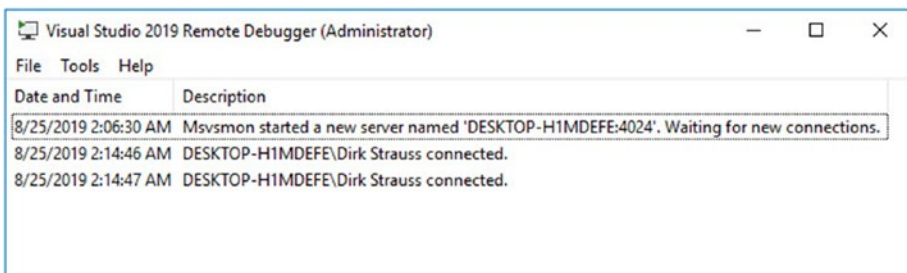 Visual Studio 2019 Remote Debugger (Administrator)
File Tools Help
Date and Time Description
8/25/2019 2:06:30 AM Msvsmon started a new server named 'DESKTOP-H1MDEFE:4024'. Waiting for new connections.
8/25/2019 2:14:46 AM DESKTOP-H1MDEFE\Dirk Strauss connected.
8/25/2019 2:14:47 AM DESKTOP-H1MDEFE\Dirk Strauss connected.